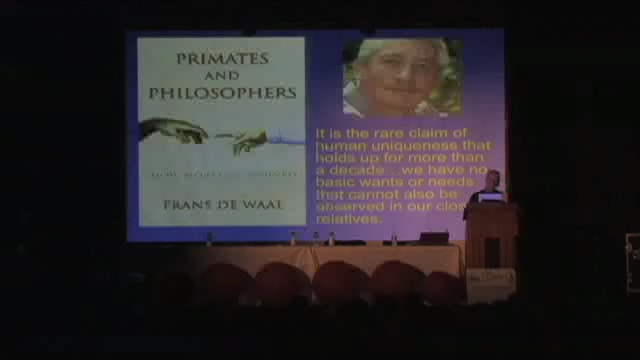 PRIMATES
AND
PHILOSOPHERS
FRANS DE WAAL
It is the rare claim of
human uniqueness that
holds up for more than
a decade...we have no
basic wants or needs
that cannot also be
observed in our close
relatives.